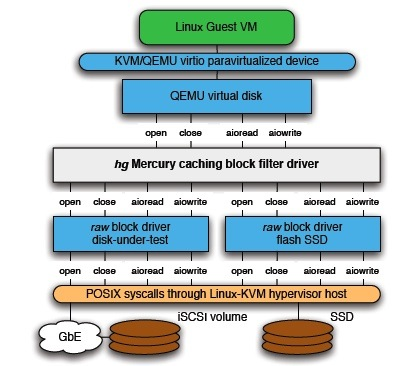 Linux Guest VM
KVM/QEMU virtio paravirtualized device
QEMU virtual disk
open close aioread aiowrite
hg Mercury caching block filter driver
open close aioread aiowrite open close aioread aiowrite
raw block driver
disk-under-test
raw block driver
flash SSD
open close aioread aiowrite open close aioread aiowrite
POSIX syscalls through Linux-KVM hypervisor host
iSCSI volume SSD
GbE